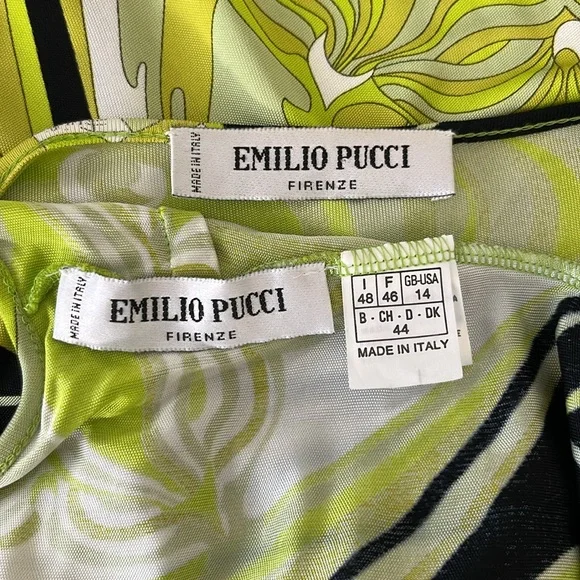 MADE IN ITALY
EMILIO PUCCI
FIRENZE
MADE IN ITALY
EMILIO PUCCI
FIRENZE
I F GB-USA
48 46 14
B - CH - D - DK
44
MADE IN ITALY